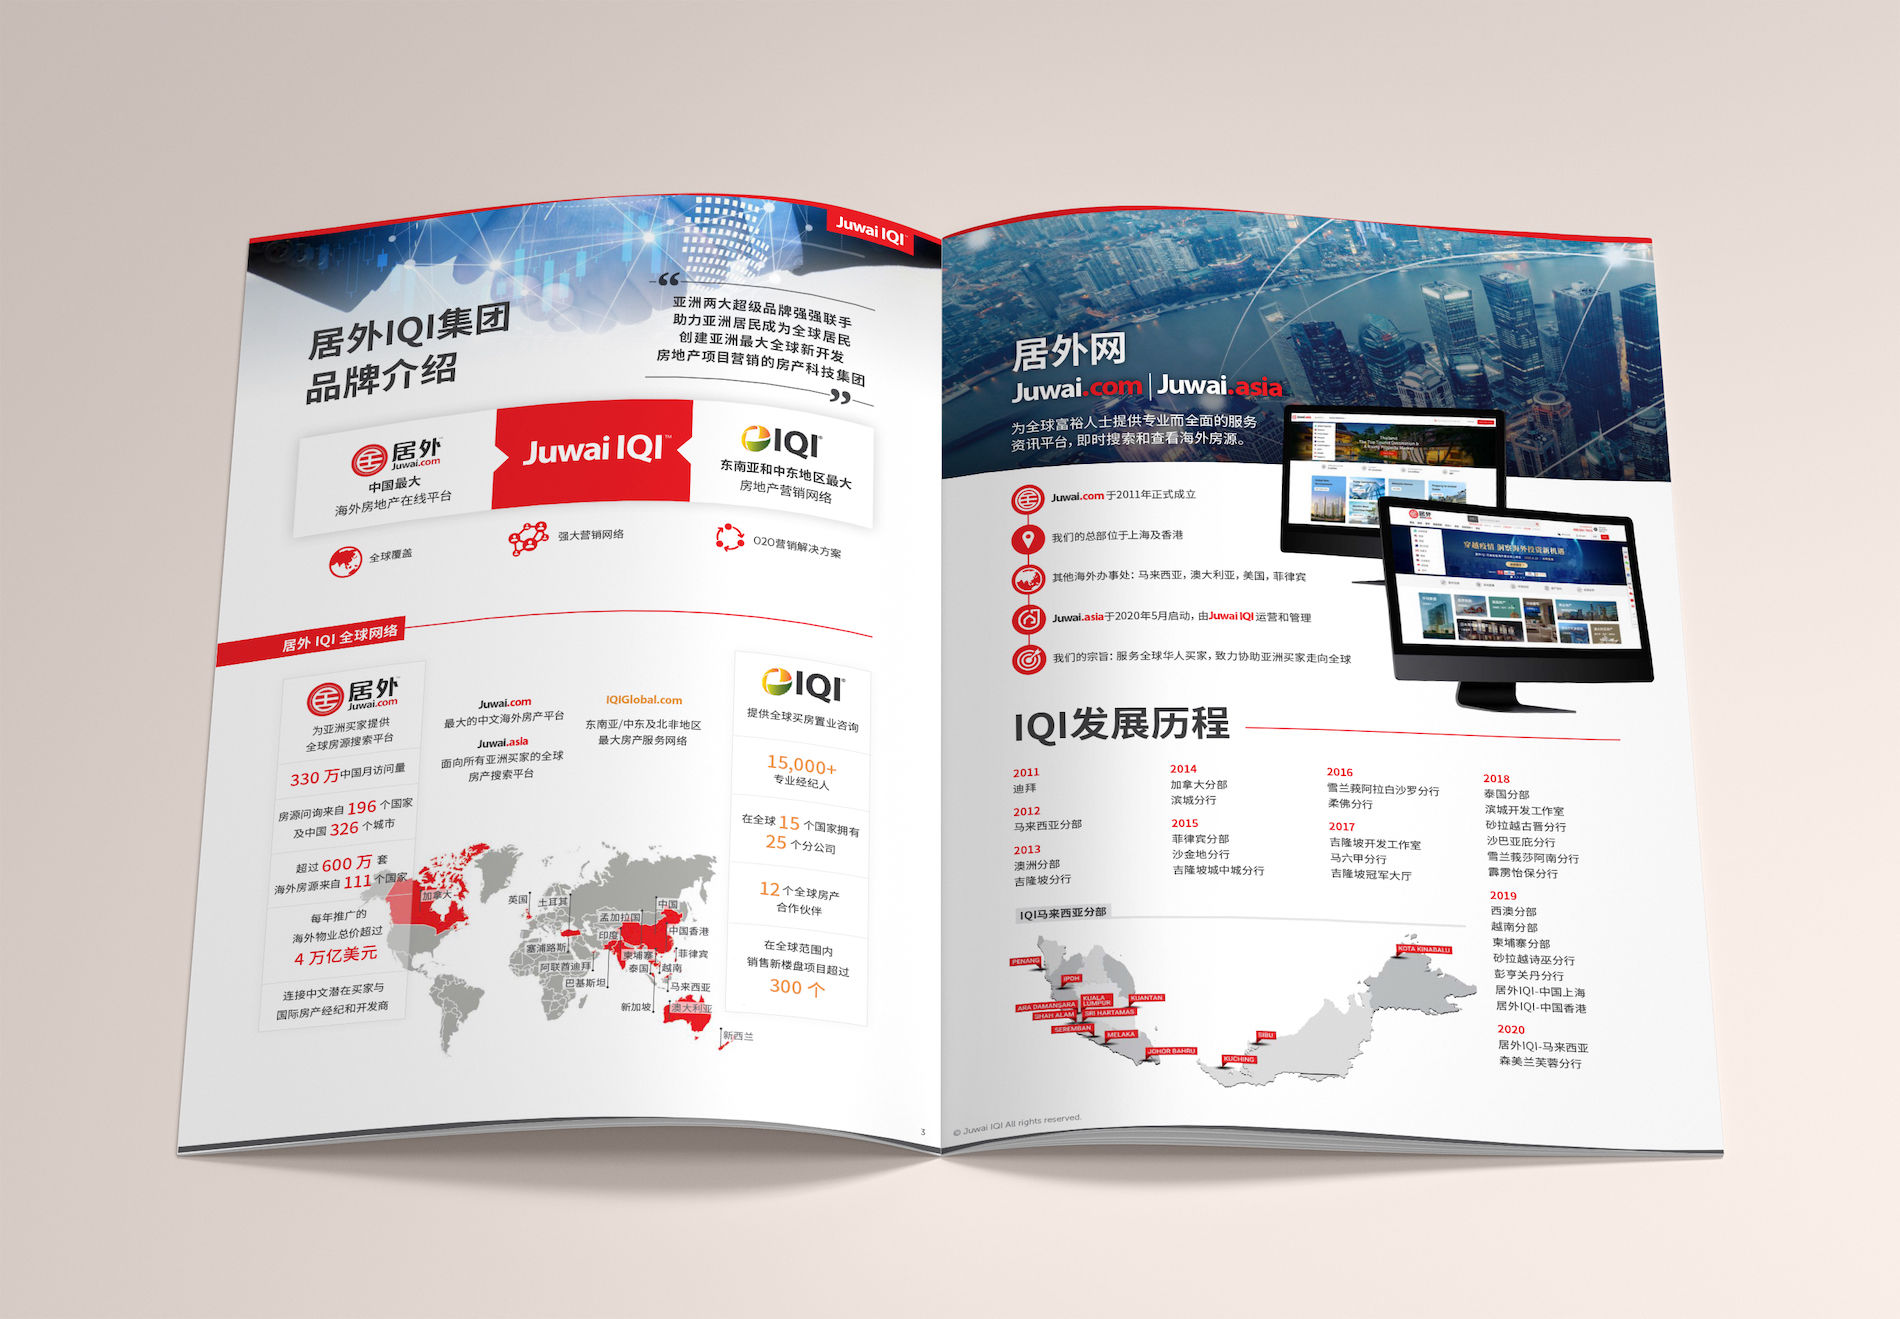 Juwai IQI™
居外IQI集团
品牌介绍
“
亚洲两大超级品牌强强联手
助力亚洲居民成为全球居民
创建亚洲最大全球新开发
房地产项目营销的房产科技集团
”
居外
Juwai.com
中国最大
海外房地产在线平台
Juwai IQI™
IQI®
东南亚和中东地区最大
房地产营销网络
全球覆盖
强大营销网络
O2O营销解决方案
居外 IQI 全球网络
居外
Juwai.com
为亚洲买家提供
全球房源搜索平台
330 万中国月访问量
房源问询来自 196 个国家
及中国 326 个城市
超过 600 万 套
海外房源来自 111 个国家
每年推广的
海外物业总价超过
4 万亿美元
连接中文潜在买家与
国际房产经纪和开发商
Juwai.com
最大的中文海外房产平台
Juwai.asia
面向所有亚洲买家的全球
房产搜索平台
IQIGlobal.com
东南亚/中东及北非地区
最大房产服务网络
IQI®
提供全球买房置业咨询
15,000+
专业经纪人
在全球 15 个国家拥有
25 个分公司
12 个全球房产
合作伙伴
在全球范围内
销售新楼盘项目超过
300 个
加拿大
英国
土耳其
孟加拉国
中国
印度
中国香港
塞浦路斯
柬埔寨
菲律宾
阿联酋迪拜
泰国
越南
巴基斯坦
马来西亚
新加坡
澳大利亚
新西兰
3
居外网
Juwai.com | Juwai.asia
为全球富裕人士提供专业而全面的服务
资讯平台，即时搜索和查看海外房源。
Juwai.com 于2011年正式成立
我们的总部位于上海及香港
其他海外办事处：马来西亚，澳大利亚，美国，菲律宾
Juwai.asia于2020年5月启动，由Juwai IQI 运营和管理
我们的宗旨：服务全球华人买家，致力协助亚洲买家走向全球
居外
穿越疫情 洞察海外投资新机遇
IQI发展历程
2011
迪拜
2012
马来西亚分部
2013
澳洲分部
吉隆坡分行
2014
加拿大分部
滨城分行
2015
菲律宾分部
沙金地分行
吉隆坡城中城分行
2016
雪兰莪阿拉白沙罗分行
柔佛分行
2017
吉隆坡开发工作室
马六甲分行
吉隆坡冠军大厅
2018
泰国分部
滨城开发工作室
砂拉越古晋分行
沙巴亚庇分行
雪兰莪莎阿南分行
霹雳怡保分行
2019
西澳分部
越南分部
柬埔寨分部
砂拉越诗巫分行
彭亨关丹分行
居外IQI-中国上海
居外IQI-中国香港
2020
居外IQI-马来西亚
森美兰芙蓉分行
IQI马来西亚分部
PENANG
IPOH
ARA DAMANSARA
KUALA
LUMPUR
KUANTAN
SHAH ALAM
SRI HARTAMAS
SEREMBAN
MELAKA
JOHOR BAHRU
KUCHING
SIBU
KOTA KINABALU
© Juwai IQI All rights reserved.